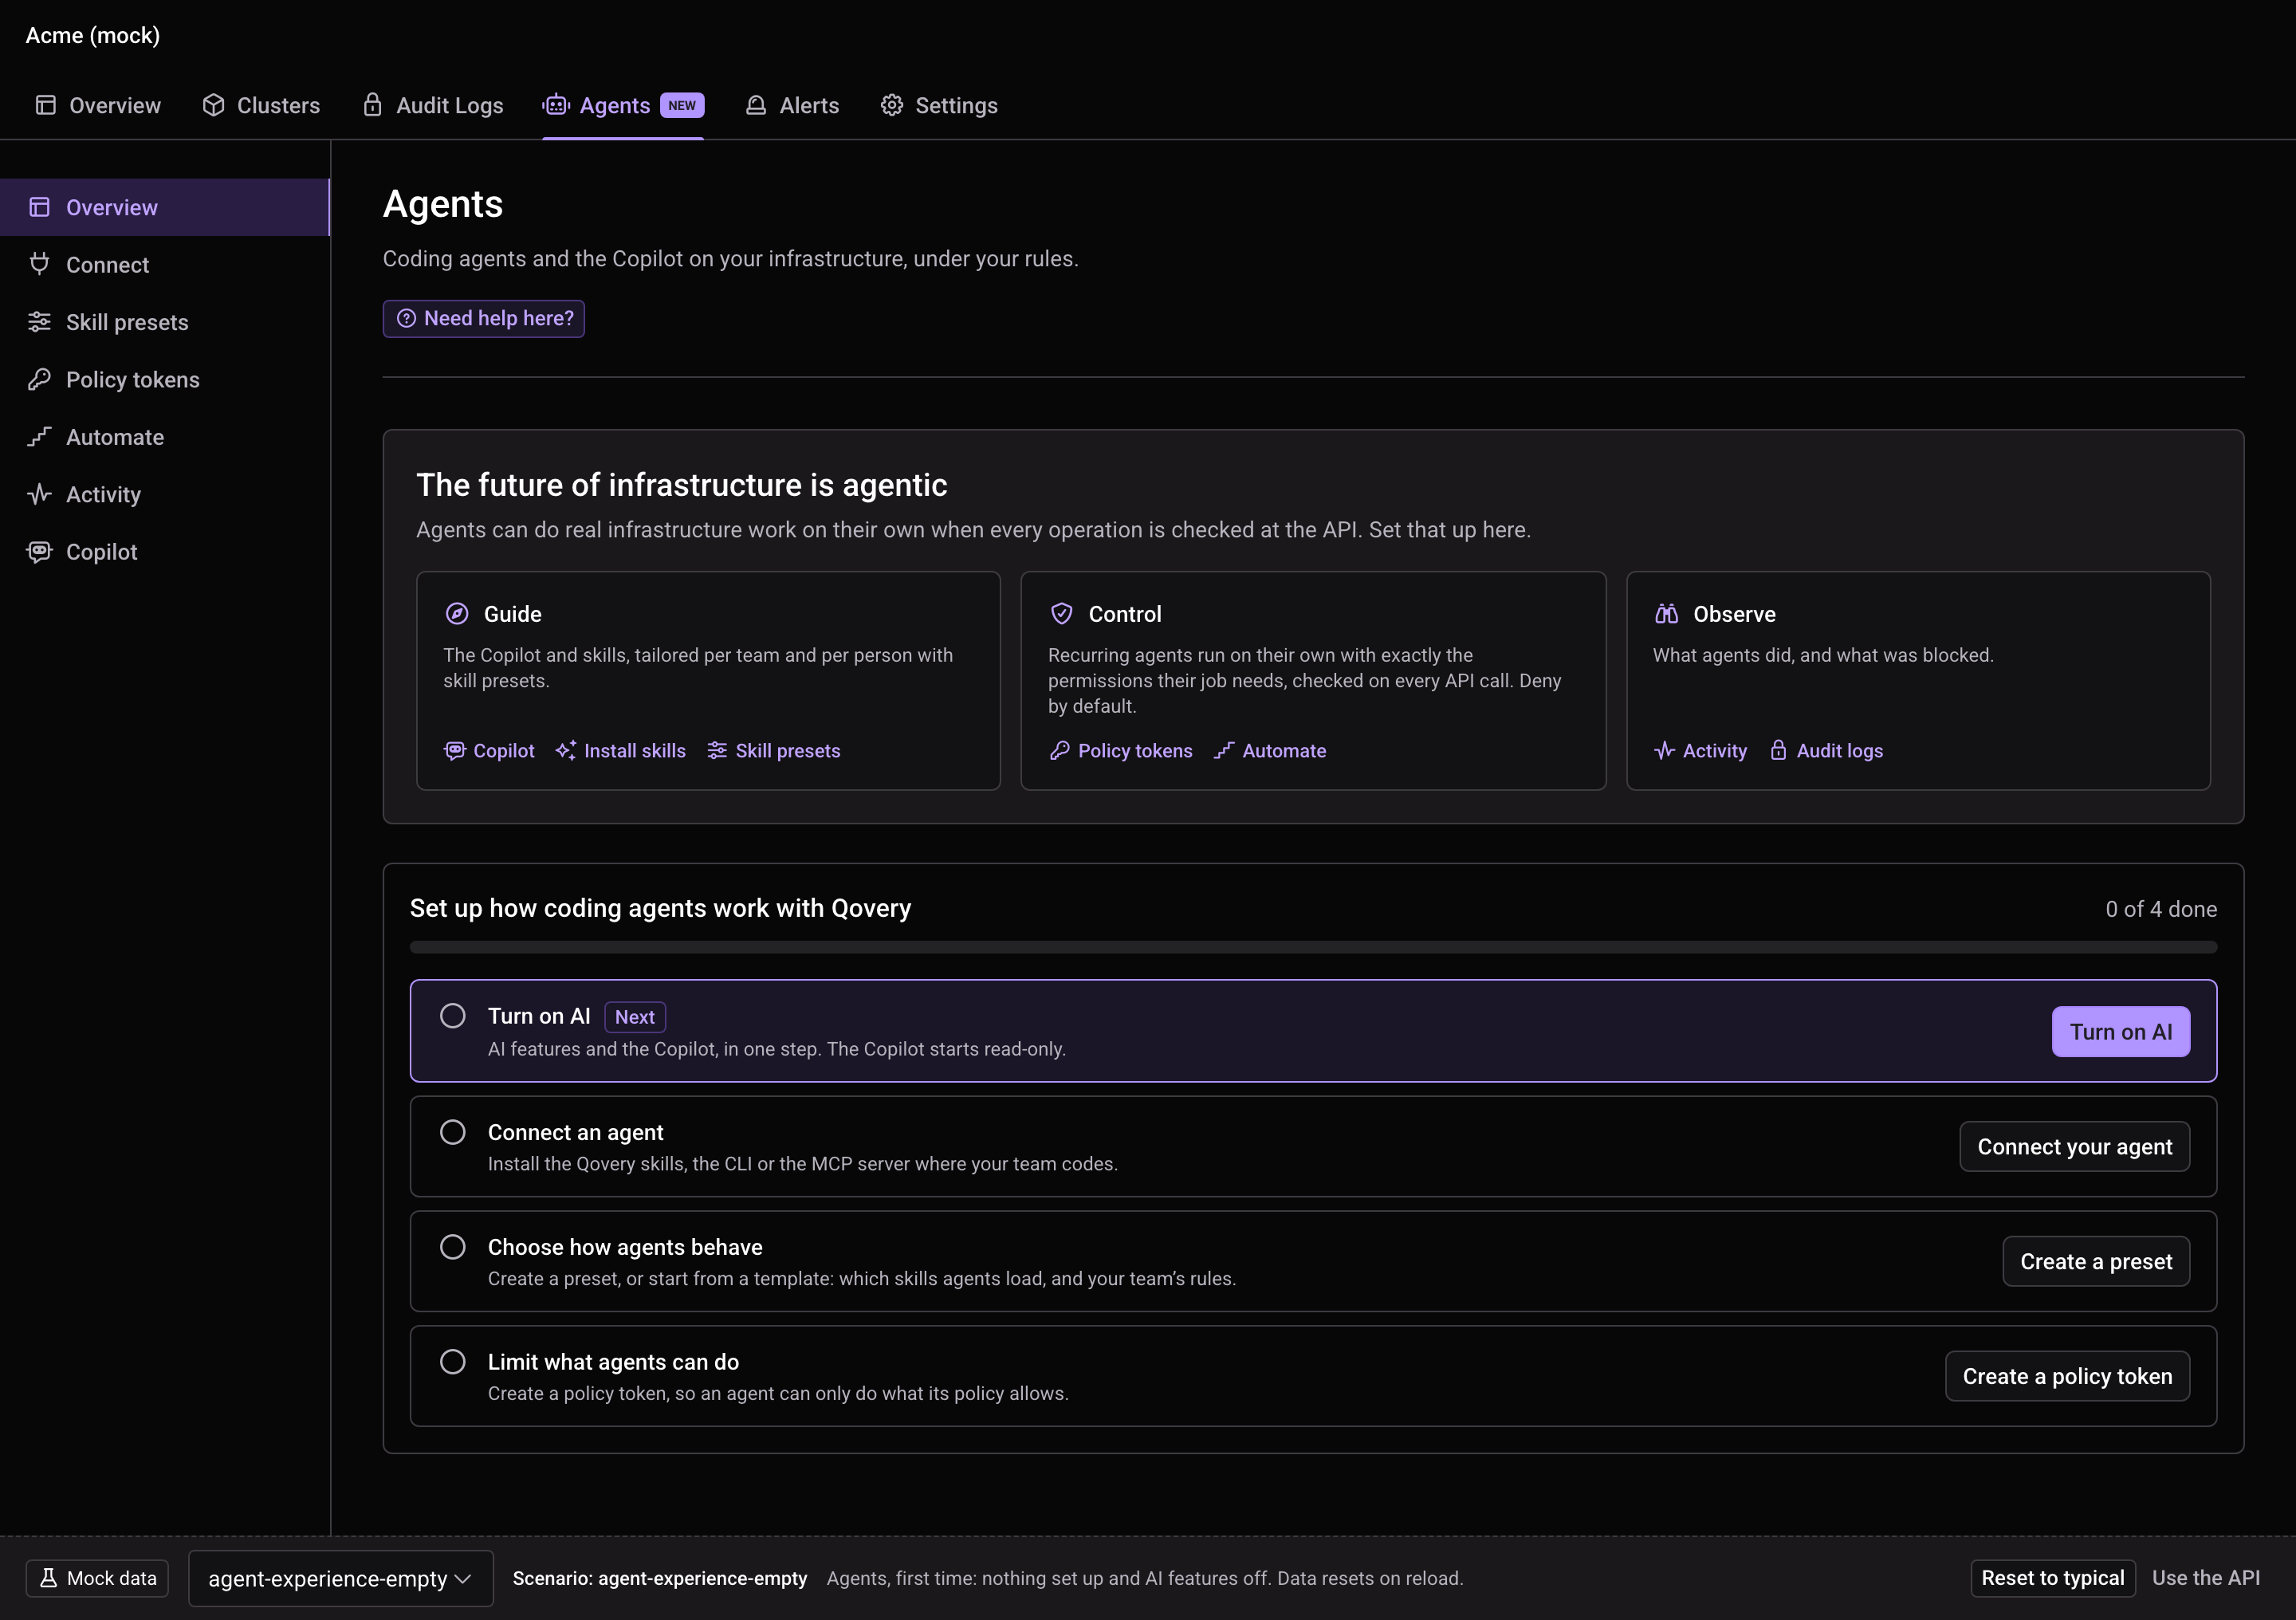 Acme (mock)
Overview
Clusters
Audit Logs
Agents NEW
Alerts
Settings
Overview
Connect
Skill presets
Policy tokens
Automate
Activity
Copilot
Agents
Coding agents and the Copilot on your infrastructure, under your rules.
Need help here?
The future of infrastructure is agentic
Agents can do real infrastructure work on their own when every operation is checked at the API. Set that up here.
Guide
The Copilot and skills, tailored per team and per person with
skill presets.
Copilot Install skills Skill presets
Control
Recurring agents run on their own with exactly the
permissions their job needs, checked on every API call. Deny
by default.
Policy tokens Automate
Observe
What agents did, and what was blocked.
Activity Audit logs
Set up how coding agents work with Qovery
0 of 4 done
Turn on AI Next
AI features and the Copilot, in one step. The Copilot starts read-only.
Turn on AI
Connect an agent
Install the Qovery skills, the CLI or the MCP server where your team codes.
Connect your agent
Choose how agents behave
Create a preset, or start from a template: which skills agents load, and your team’s rules.
Create a preset
Limit what agents can do
Create a policy token, so an agent can only do what its policy allows.
Create a policy token
Mock data
agent-experience-empty
Scenario: agent-experience-empty Agents, first time: nothing set up and AI features off. Data resets on reload.
Reset to typical
Use the API